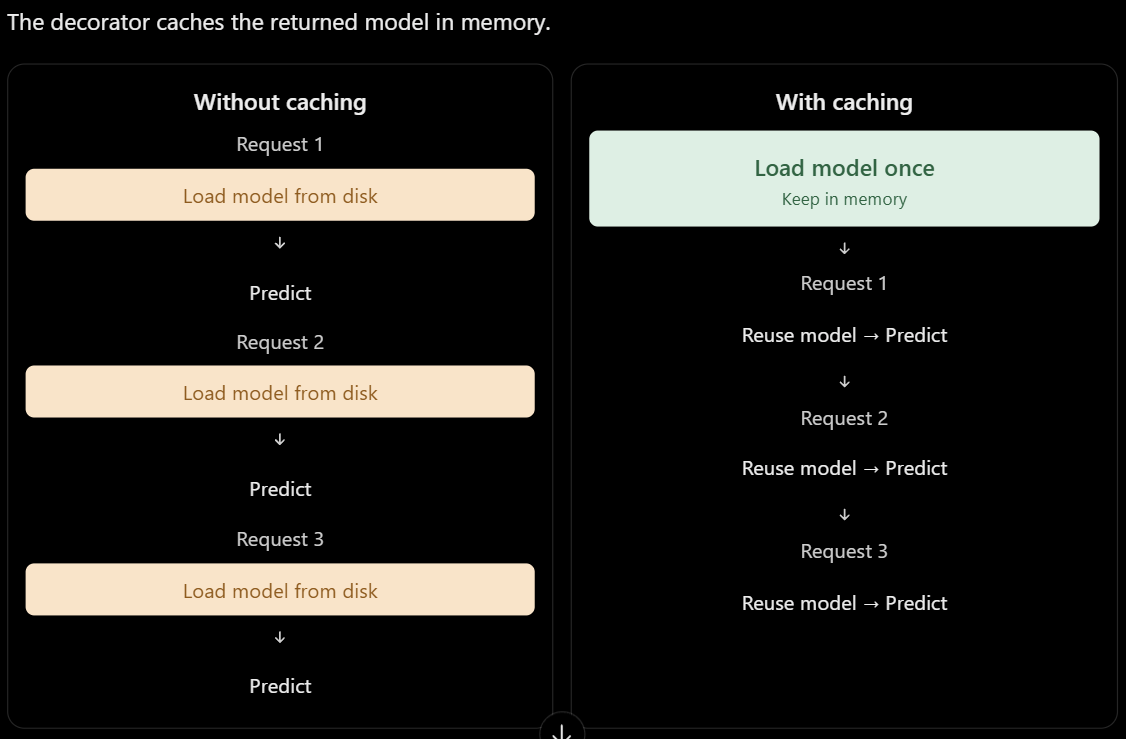 The decorator caches the returned model in memory.
Without caching
Request 1
Load model from disk
↓
Predict
Request 2
Load model from disk
↓
Predict
Request 3
Load model from disk
↓
Predict
With caching
Load model once
Keep in memory
↓
Request 1
Reuse model → Predict
↓
Request 2
Reuse model → Predict
↓
Request 3
Reuse model → Predict